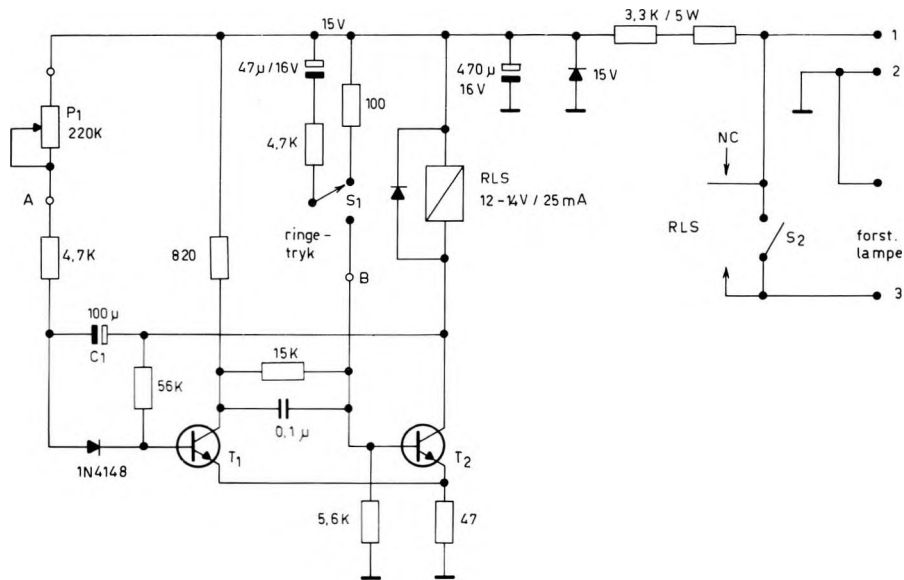 15V
3,3K / 5W
1
2
47µ/16V
470µ
16V
15V
100
P1
220K
4,7K
NC
A
S1
RLS
12-14V / 25mA
RLS
S2
ringe-
tryk
forst.
lampe
4,7K
820
B
3
100µ
C1
15K
56K
0,1µ
1N4148
T1
T2
5,6K
47